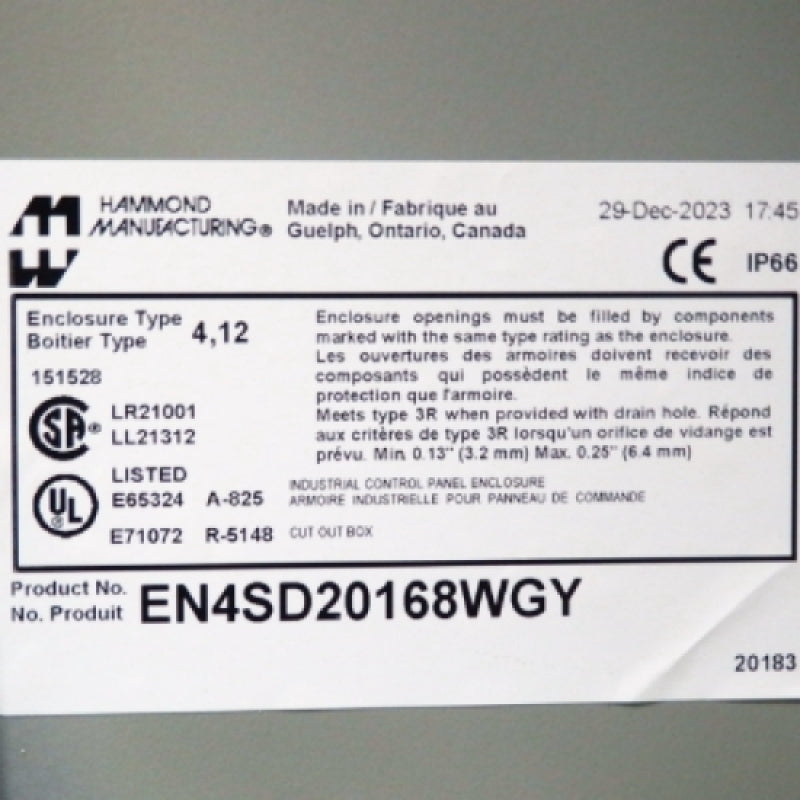 HAMMOND
MANUFACTURING®
Made in / Fabrique au
Guelph, Ontario, Canada
29-Dec-2023 17:45
CE IP66
Enclosure Type
Boitier Type
4,12
151528
Enclosure openings must be filled by components
marked with the same type rating as the enclosure.
Les ouvertures des armoires doivent recevoir des
composants qui possèdent le même indice de
protection que l'armoire.
Meets type 3R when provided with drain hole. Répond
aux critères de type 3R lorsqu'un orifice de vidange est
prévu. Min. 0.13" (3.2 mm) Max. 0.25" (6.4 mm)
SA®
LR21001
LL21312
UL®
LISTED
E65324 A-825
INDUSTRIAL CONTROL PANEL ENCLOSURE
ARMOIRE INDUSTRIELLE POUR PANNEAU DE COMMANDE
E71072 R-5148 CUT OUT BOX
Product No.
No. Produit
EN4SD20168WGY
20183